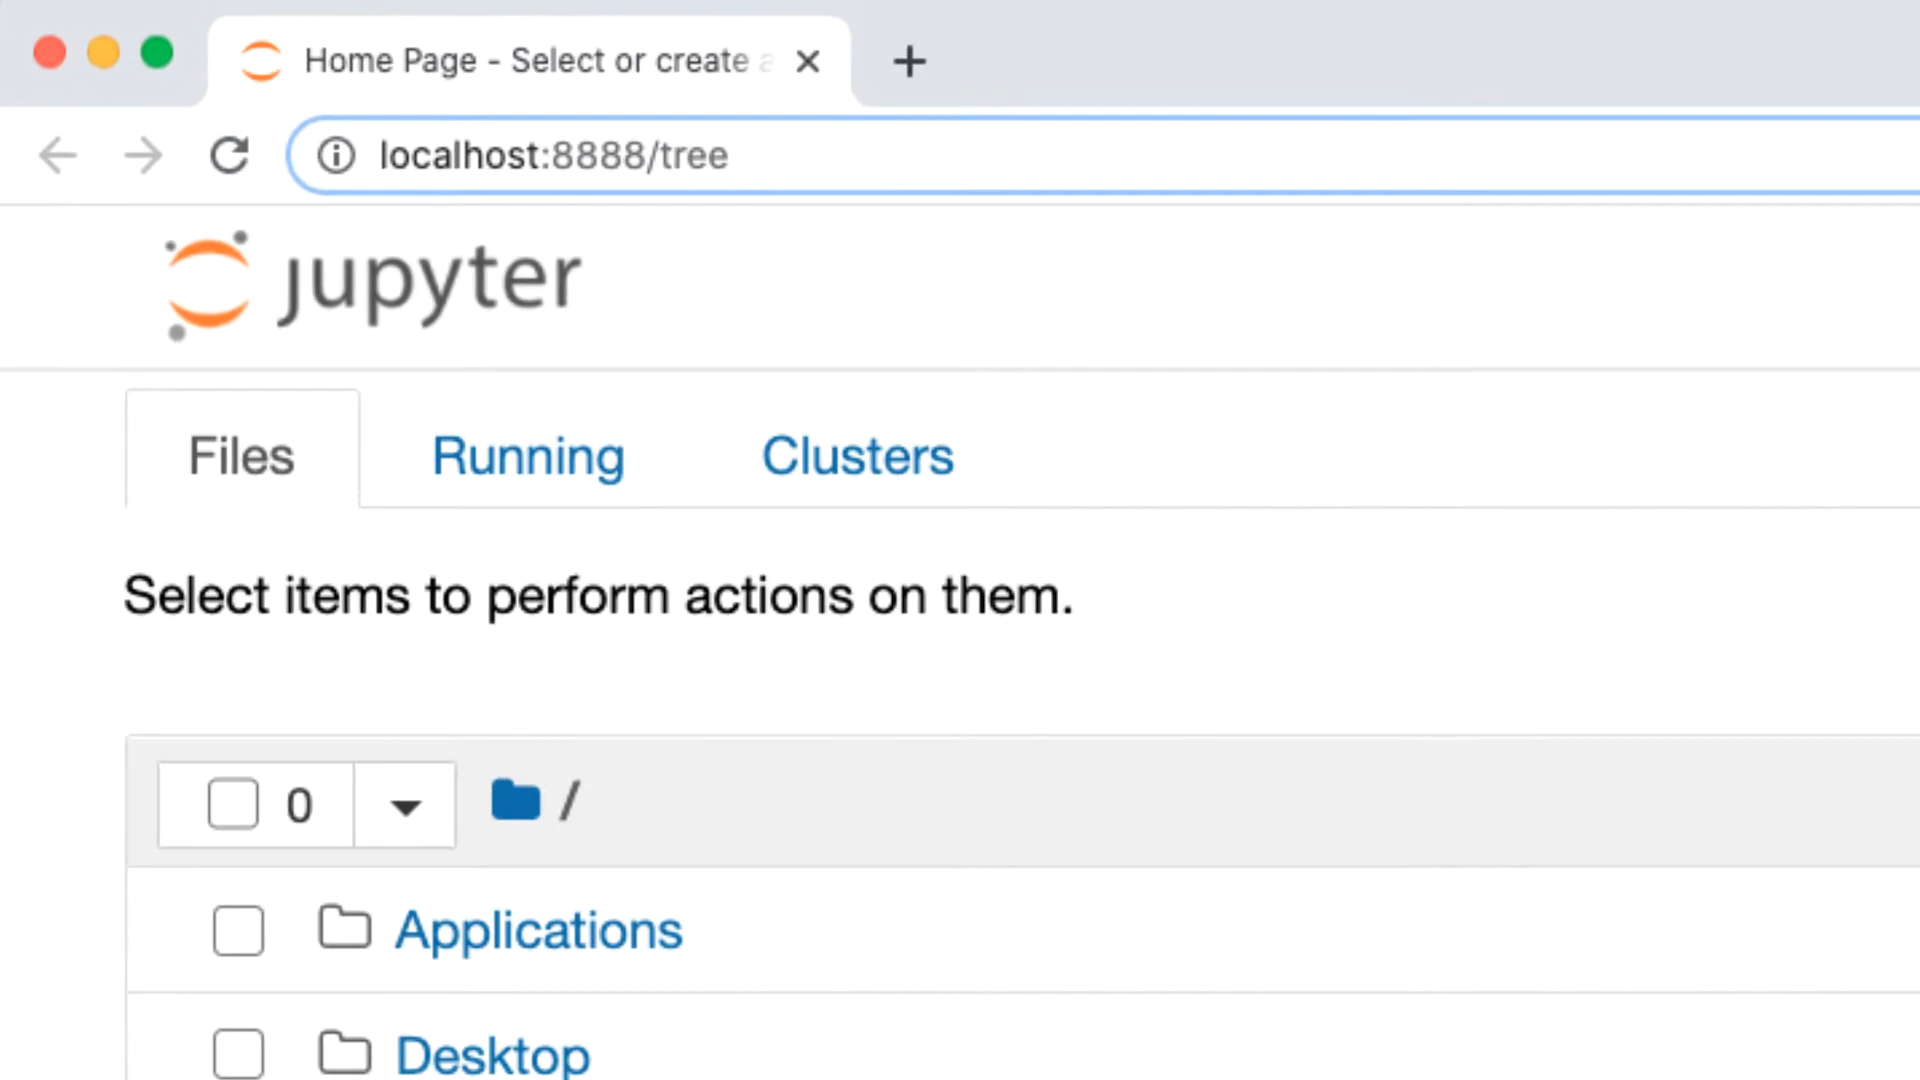 Home Page - Select or create a
localhost:8888/tree
jupyter
Files Running Clusters
Select items to perform actions on them.
0 /
Applications
Desktop